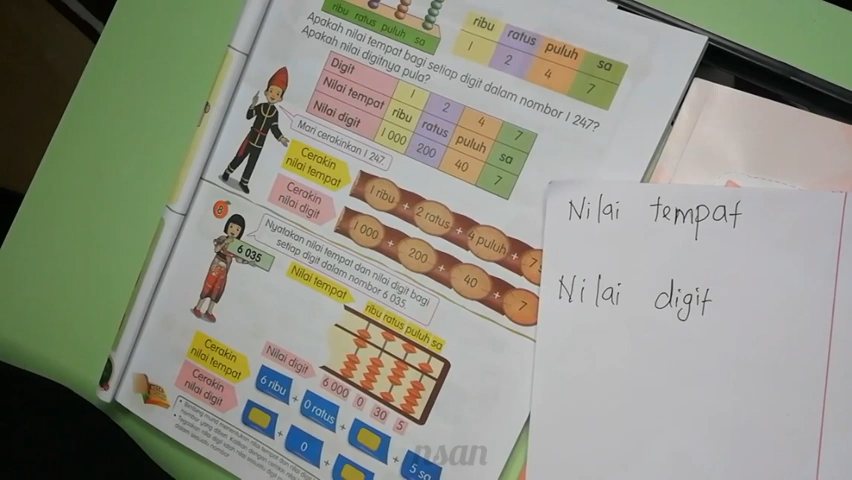 ribu ratus puluh sa
ribu ratus puluh sa
1 2 4 7
Apakah nilai tempat bagi setiap digit dalam nombor 1 247?
Apakah nilai digitnya pula?
Digit 1 2 4 7
Nilai tempat ribu ratus puluh sa
Nilai digit 1 000 200 40 7
Mari cerakinkan 1 247.
Cerakin
nilai tempat
1 ribu + 2 ratus + 4 puluh + 7
Cerakin
nilai digit
1 000 + 200 + 40 + 7
B
6 035
Nyatakan nilai tempat dan nilai digit bagi
setiap digit dalam nombor 6 035.
Nilai tempat
ribu ratus puluh sa
Nilai digit
6 000 0 30 5
Cerakin
nilai tempat
6 ribu + 0 ratus +
+ 5 sa
Cerakin
nilai digit
+ 0 +
Nilai tempat
Nilai digit
nsan